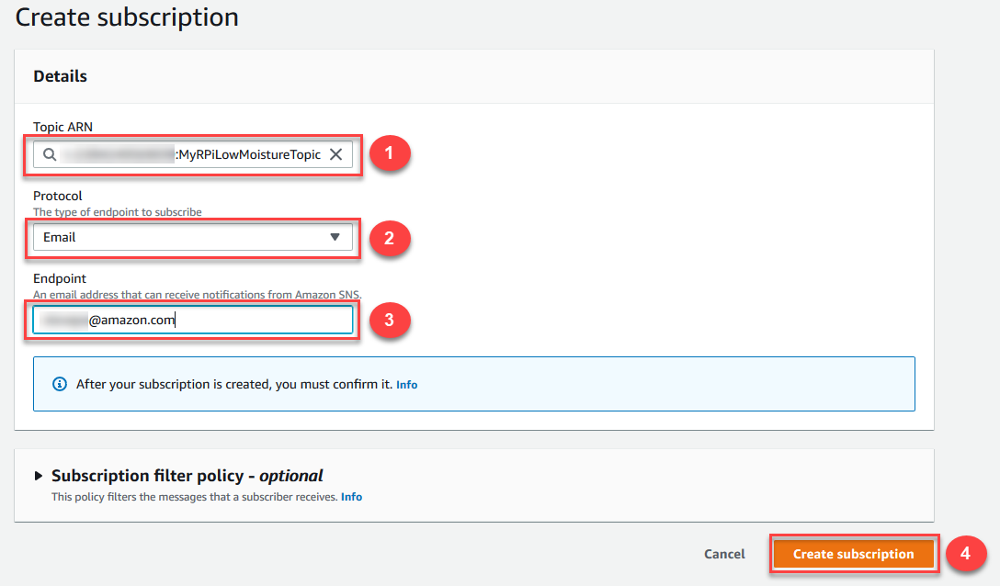 Create subscription
Details
Topic ARN
:MyRPiLowMoistureTopic
1
Protocol
The type of endpoint to subscribe
Email
2
Endpoint
An email address that can receive notifications from Amazon SNS.
@amazon.com
3
After your subscription is created, you must confirm it. Info
Subscription filter policy - optional
This policy filters the messages that a subscriber receives. Info
Cancel
Create subscription
4